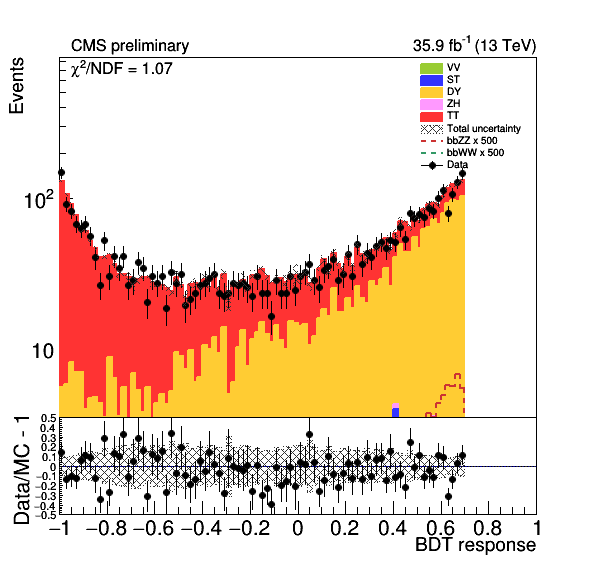 CMS preliminary 35.9 fb⁻¹ (13 TeV)
Events
χ²/NDF = 1.07
VV
ST
DY
ZH
TT
Total uncertainty
bbZZ x 500
bbWW x 500
Data
10²
10
Data/MC - 1
0.5
0.4
0.3
0.2
0.1
0
−0.1
−0.2
−0.3
−0.4
−0.5
−1 −0.8 −0.6 −0.4 −0.2 0 0.2 0.4 0.6 0.8 1
BDT response